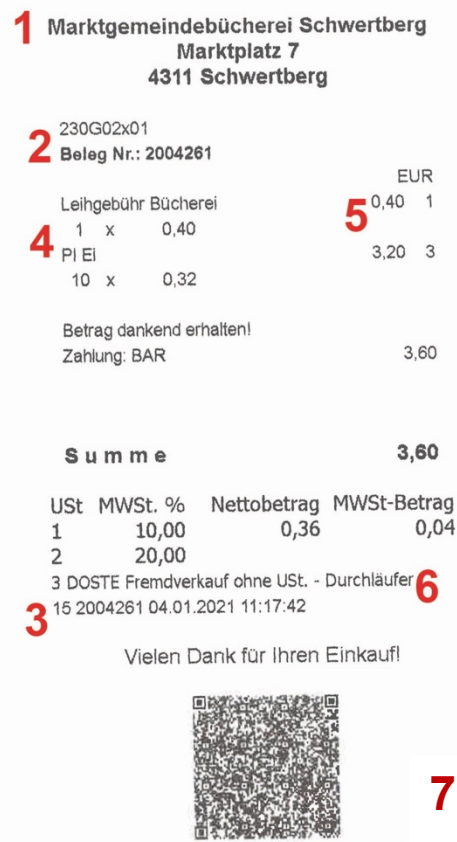 1 Marktgemeindebücherei Schwertberg
Marktplatz 7
4311 Schwertberg
230G02x01
2 Beleg Nr.: 2004261
EUR
Leihgebühr Bücherei 5 0,40 1
4 1 x 0,40
Pl Ei 3,20 3
10 x 0,32
Betrag dankend erhalten!
Zahlung: BAR 3,60
Summe 3,60
USt MWSt. % Nettobetrag MWSt-Betrag
1 10,00 0,36 0,04
2 20,00
3 DOSTE Fremdverkauf ohne USt. - Durchläufer 6
3 15 2004261 04.01.2021 11:17:42
Vielen Dank für Ihren Einkauf!
7